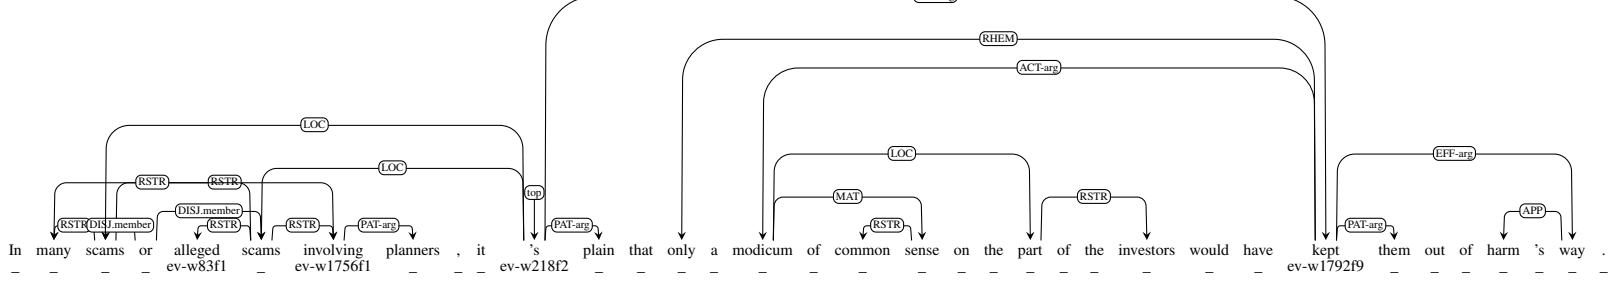 RHEM
ACT-arg
LOC
LOC EFF-arg
LOC
RSTR RSTR
top MAT RSTR
DISJ.member APP
RSTR DISJ.member RSTR RSTR PAT-arg PAT-arg RSTR PAT-arg
In many scams or alleged scams involving planners , it 's plain that only a modicum of common sense on the part of the investors would have kept them out of harm 's way .
_ _ _ _ ev-w83f1 _ ev-w1756f1 _ _ _ ev-w218f2 _ _ _ _ _ _ _ _ _ _ _ _ _ _ _ _ ev-w1792f9 _ _ _ _ _ _ _